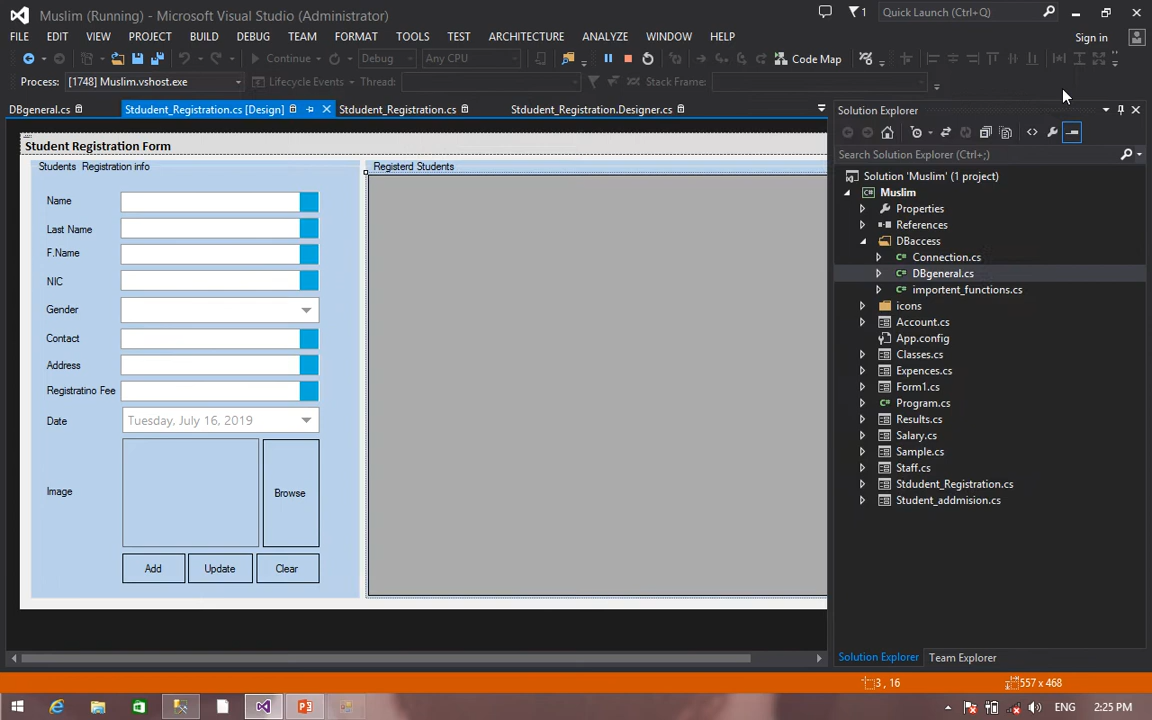 Muslim (Running) - Microsoft Visual Studio (Administrator)
1
Quick Launch (Ctrl+Q)
FILE EDIT VIEW PROJECT BUILD DEBUG TEAM FORMAT TOOLS TEST ARCHITECTURE ANALYZE WINDOW HELP
Sign in
Continue Debug Any CPU Code Map
Process: [1748] Muslim.vshost.exe Lifecycle Events Thread: Stack Frame:
DBgeneral.cs Stdudent_Registration.cs [Design] Stdudent_Registration.cs Stdudent_Registration.Designer.cs
Student Registration Form
Students Registration info
Name
Last Name
F.Name
NIC
Gender
Contact
Address
Registratino Fee
Date Tuesday, July 16, 2019
Image
Browse
Add Update Clear
Registerd Students
Solution Explorer
Search Solution Explorer (Ctrl+;)
Solution 'Muslim' (1 project)
Muslim
Properties
References
DBaccess
Connection.cs
DBgeneral.cs
importent_functions.cs
icons
Account.cs
App.config
Classes.cs
Expences.cs
Form1.cs
Program.cs
Results.cs
Salary.cs
Sample.cs
Staff.cs
Stdudent_Registration.cs
Student_addmision.cs
Solution Explorer Team Explorer
3 , 16
557 x 468
ENG 2:25 PM